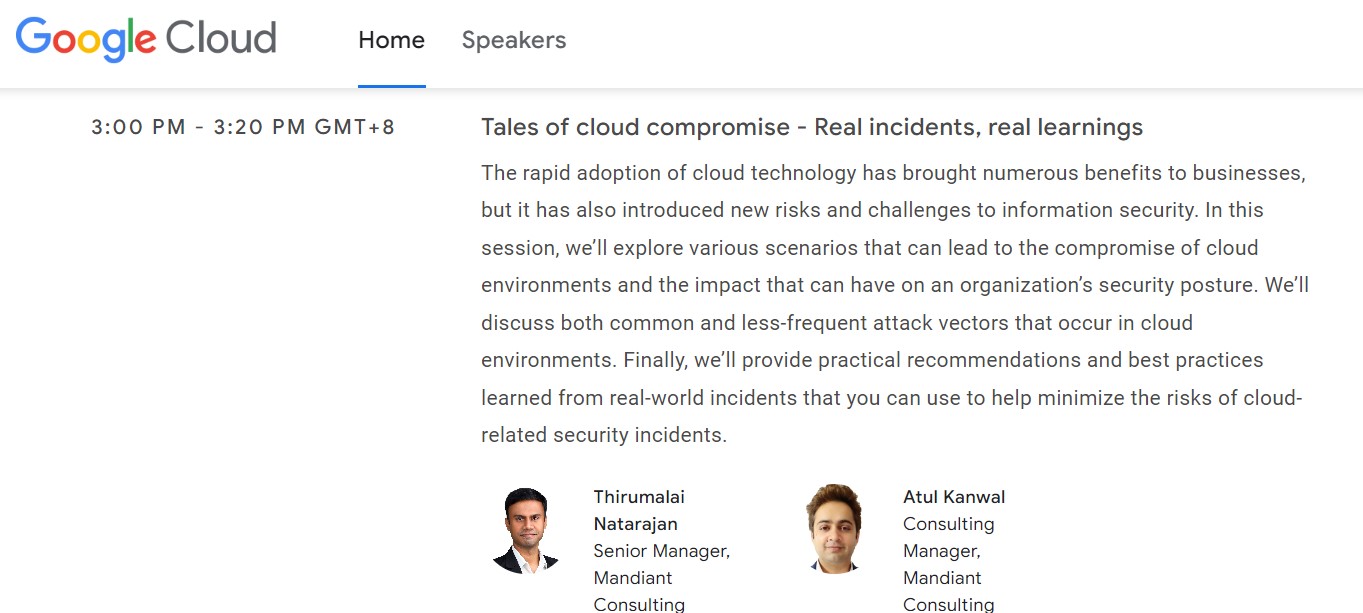 Google Cloud
Home
Speakers
3:00 PM - 3:20 PM GMT+8
Tales of cloud compromise - Real incidents, real learnings
The rapid adoption of cloud technology has brought numerous benefits to businesses,
but it has also introduced new risks and challenges to information security. In this
session, we’ll explore various scenarios that can lead to the compromise of cloud
environments and the impact that can have on an organization’s security posture. We’ll
discuss both common and less-frequent attack vectors that occur in cloud
environments. Finally, we’ll provide practical recommendations and best practices
learned from real-world incidents that you can use to help minimize the risks of cloud-
related security incidents.
Thirumalai
Natarajan
Senior Manager,
Mandiant
Consulting
Atul Kanwal
Consulting
Manager,
Mandiant
Consulting